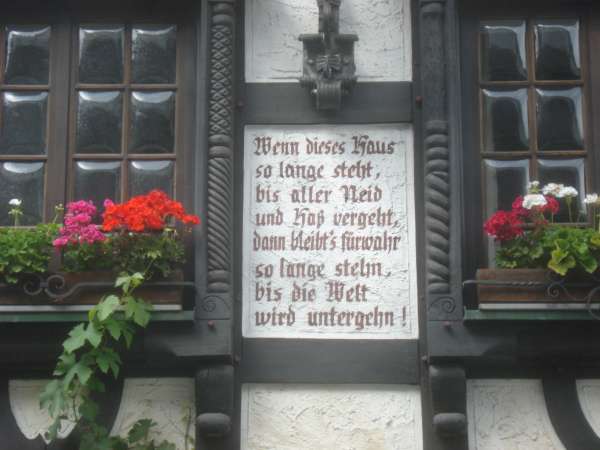 Wenn dieses Haus
so lange steht,
bis aller Neid
und Haß vergeht,
dann bleibt's fürwahr
so lange stehn,
bis die Welt
wird untergehn!